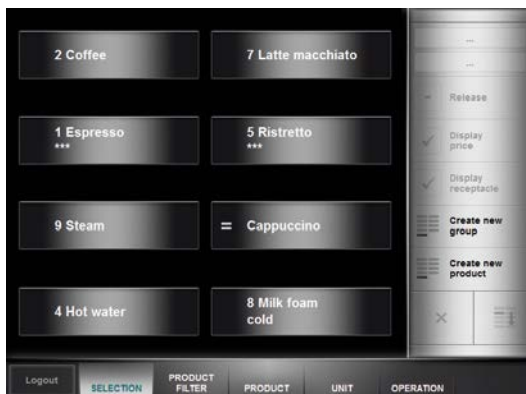 2 Coffee
7 Latte macchiato
1 Espresso
***
5 Ristretto
***
9 Steam
= Cappuccino
4 Hot water
8 Milk foam
cold
...
...
Release
Display
price
Display
receptacle
Create new
group
Create new
product
Logout
SELECTION
PRODUCT
FILTER
PRODUCT
UNIT
OPERATION